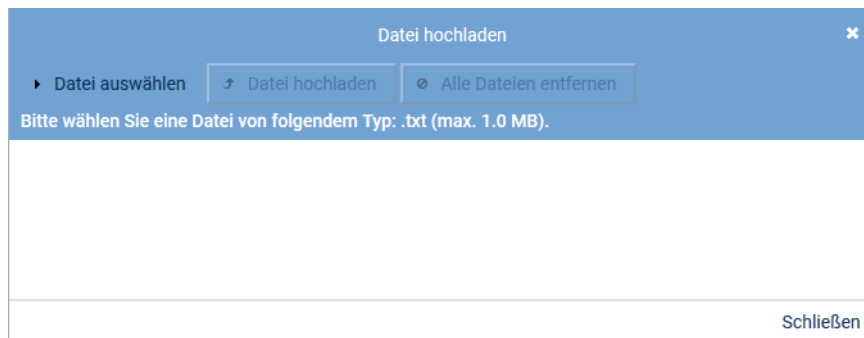 Datei hochladen
Datei auswählen Datei hochladen Alle Dateien entfernen
Bitte wählen Sie eine Datei von folgendem Typ: .txt (max. 1.0 MB).
Schließen